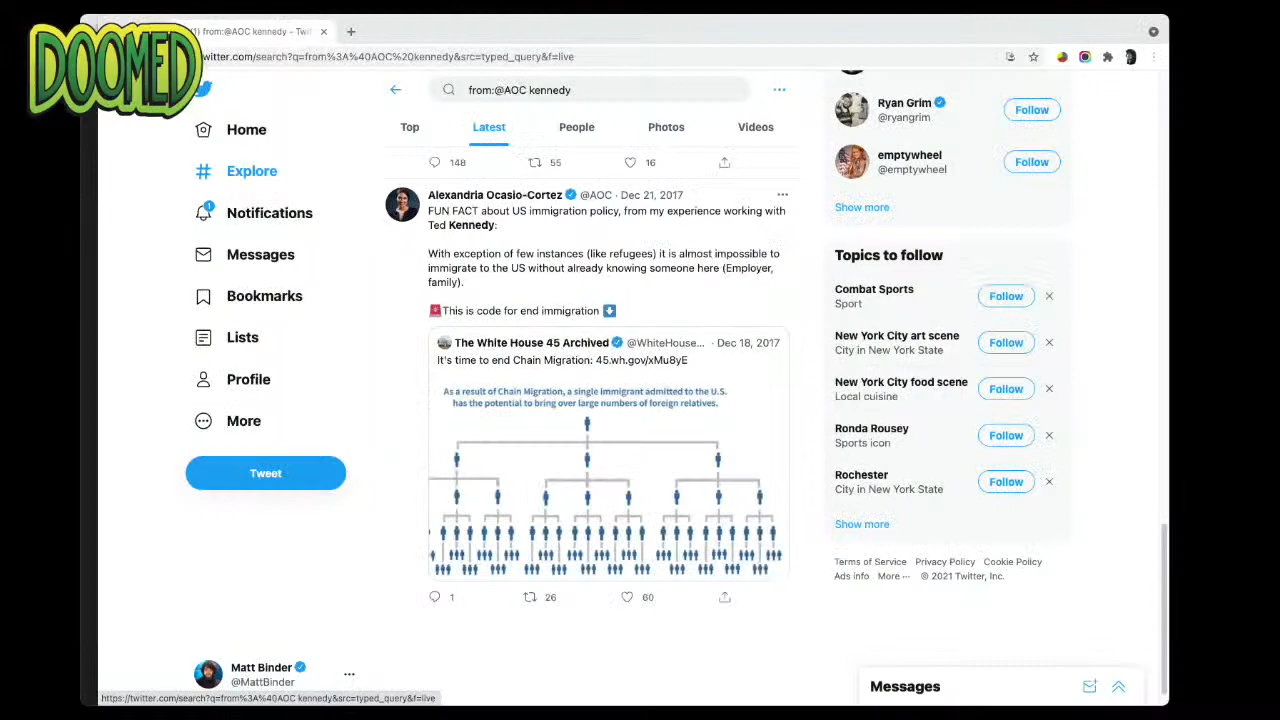 DOOMED
from:@AOC kennedy - Twi
twitter.com/search?q=from%3A%40AOC%20kennedy&src=typed_query&f=live
Home
Explore
1
Notifications
Messages
Bookmarks
Lists
Profile
More
Tweet
Matt Binder
@MattBinder
https://twitter.com/search?q=from%3A%40AOC kennedy&src=typed_query&f=live
from:@AOC kennedy
Top Latest People Photos Videos
148 55 16
Alexandria Ocasio-Cortez @AOC · Dec 21, 2017
FUN FACT about US immigration policy, from my experience working with
Ted Kennedy:
With exception of few instances (like refugees) it is almost impossible to
immigrate to the US without already knowing someone here (Employer,
family).
🚨This is code for end immigration ⬇️
The White House 45 Archived @WhiteHouse... · Dec 18, 2017
It's time to end Chain Migration: 45.wh.gov/xMu8yE
As a result of Chain Migration, a single immigrant admitted to the U.S.
has the potential to bring over large numbers of foreign relatives.
1 26 60
Ryan Grim
@ryangrim
Follow
emptywheel
@emptywheel
Follow
Show more
Topics to follow
Combat Sports
Sport
Follow
New York City art scene
City in New York State
Follow
New York City food scene
Local cuisine
Follow
Ronda Rousey
Sports icon
Follow
Rochester
City in New York State
Follow
Show more
Terms of Service Privacy Policy Cookie Policy
Ads info More ··· © 2021 Twitter, Inc.
Messages